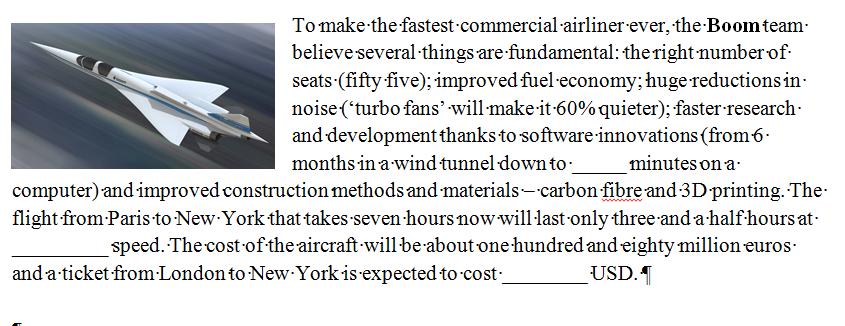 To make the fastest commercial airliner ever, the Boom team
believe several things are fundamental: the right number of
seats (fifty five); improved fuel economy; huge reductions in
noise (‘turbo fans’ will make it 60% quieter); faster research
and development thanks to software innovations (from 6
months in a wind tunnel down to _____ minutes on a
computer) and improved construction methods and materials – carbon fibre and 3D printing. The
flight from Paris to New York that takes seven hours now will last only three and a half hours at
_________ speed. The cost of the aircraft will be about one hundred and eighty million euros
and a ticket from London to New York is expected to cost ________ USD.¶